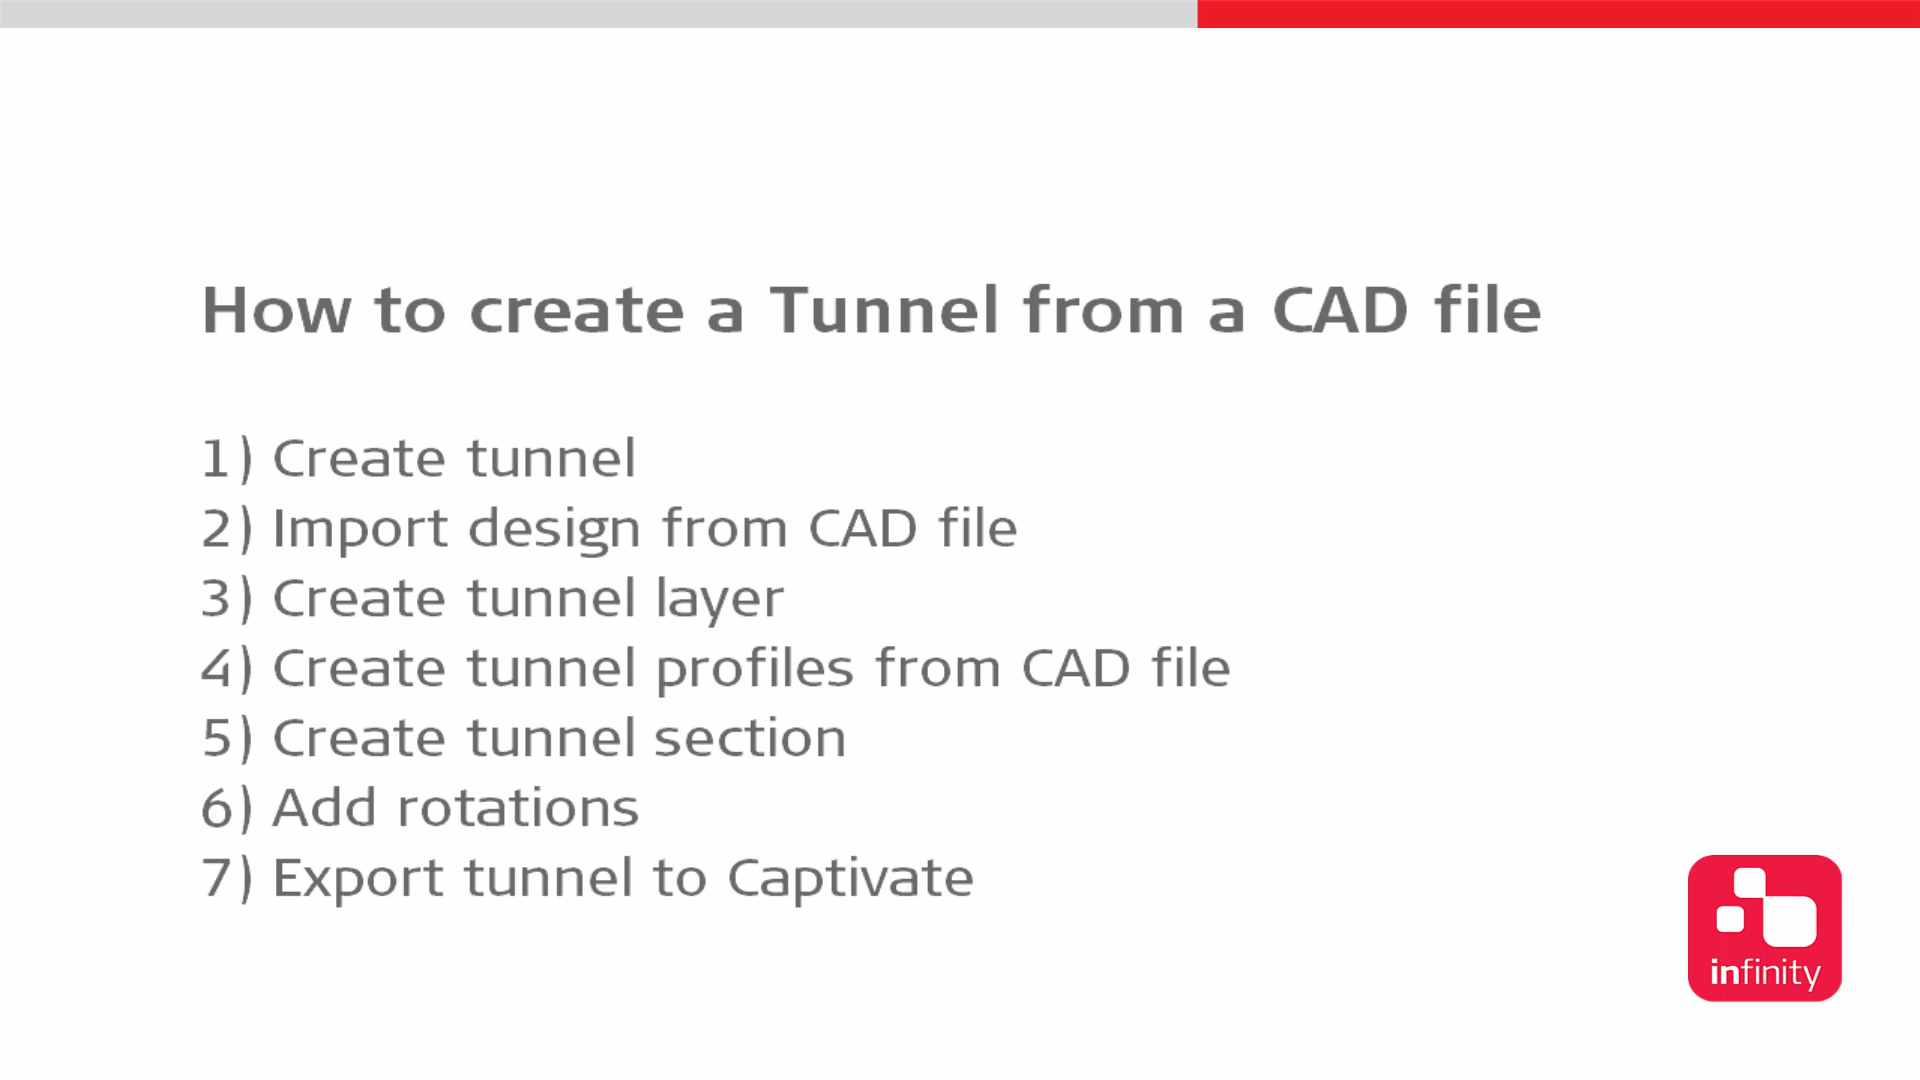 How to create a Tunnel from a CAD file
1) Create tunnel
2) Import design from CAD file
3) Create tunnel layer
4) Create tunnel profiles from CAD file
5) Create tunnel section
6) Add rotations
7) Export tunnel to Captivate
infinity